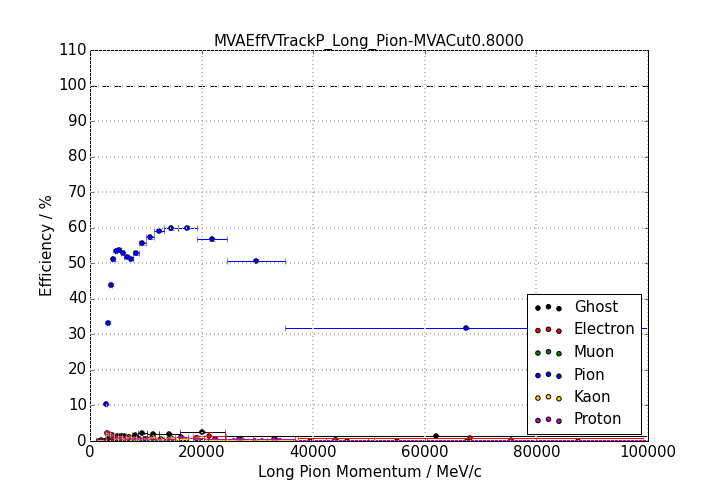 MVAEffVTrackP_Long_Pion-MVACut0.8000
110
100
90
80
70
60
50
40
30
20
10
0
Efficiency / %
Ghost
Electron
Muon
Pion
Kaon
Proton
0 20000 40000 60000 80000 100000
Long Pion Momentum / MeV/c